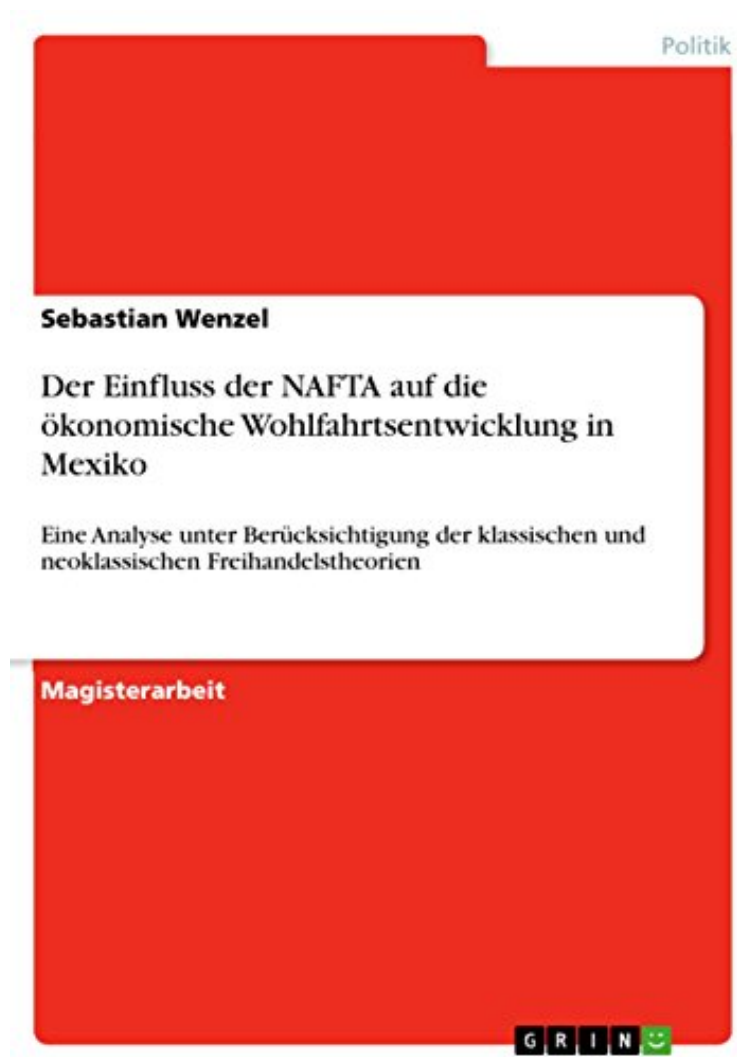 Politik
Sebastian Wenzel
Der Einfluss der NAFTA auf die
ökonomische Wohlfahrtsentwicklung in
Mexiko
Eine Analyse unter Berücksichtigung der klassischen und
neoklassischen Freihandelstheorien
Magisterarbeit
GRIN